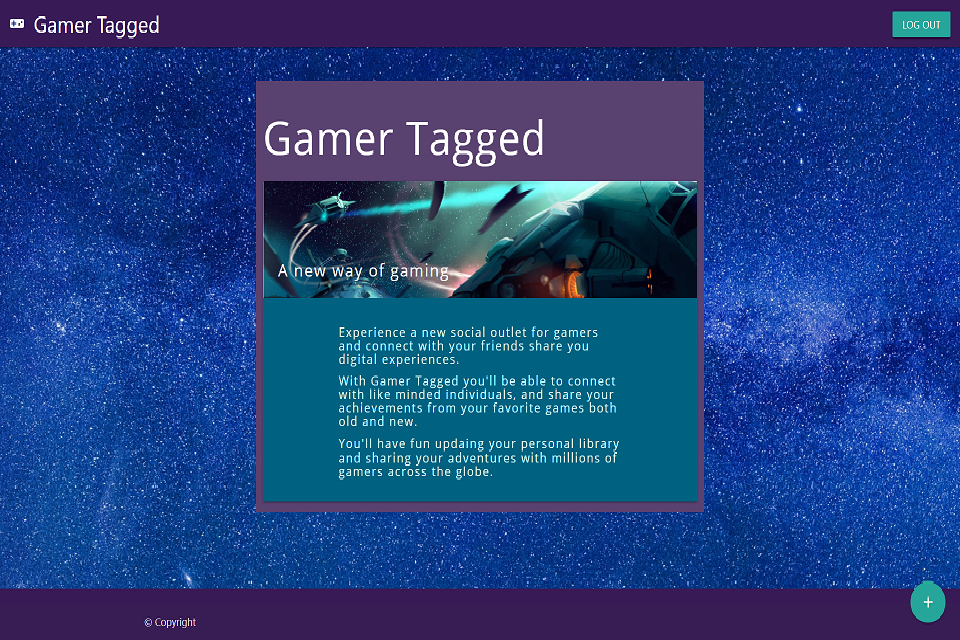 Gamer Tagged
LOG OUT
Gamer Tagged
A new way of gaming
Experience a new social outlet for gamers
and connect with your friends share you
digital experiences.
With Gamer Tagged you'll be able to connect
with like minded individuals, and share your
achievements from your favorite games both
old and new.
You'll have fun updaing your personal library
and sharing your adventures with millions of
gamers across the globe.
+
© Copyright